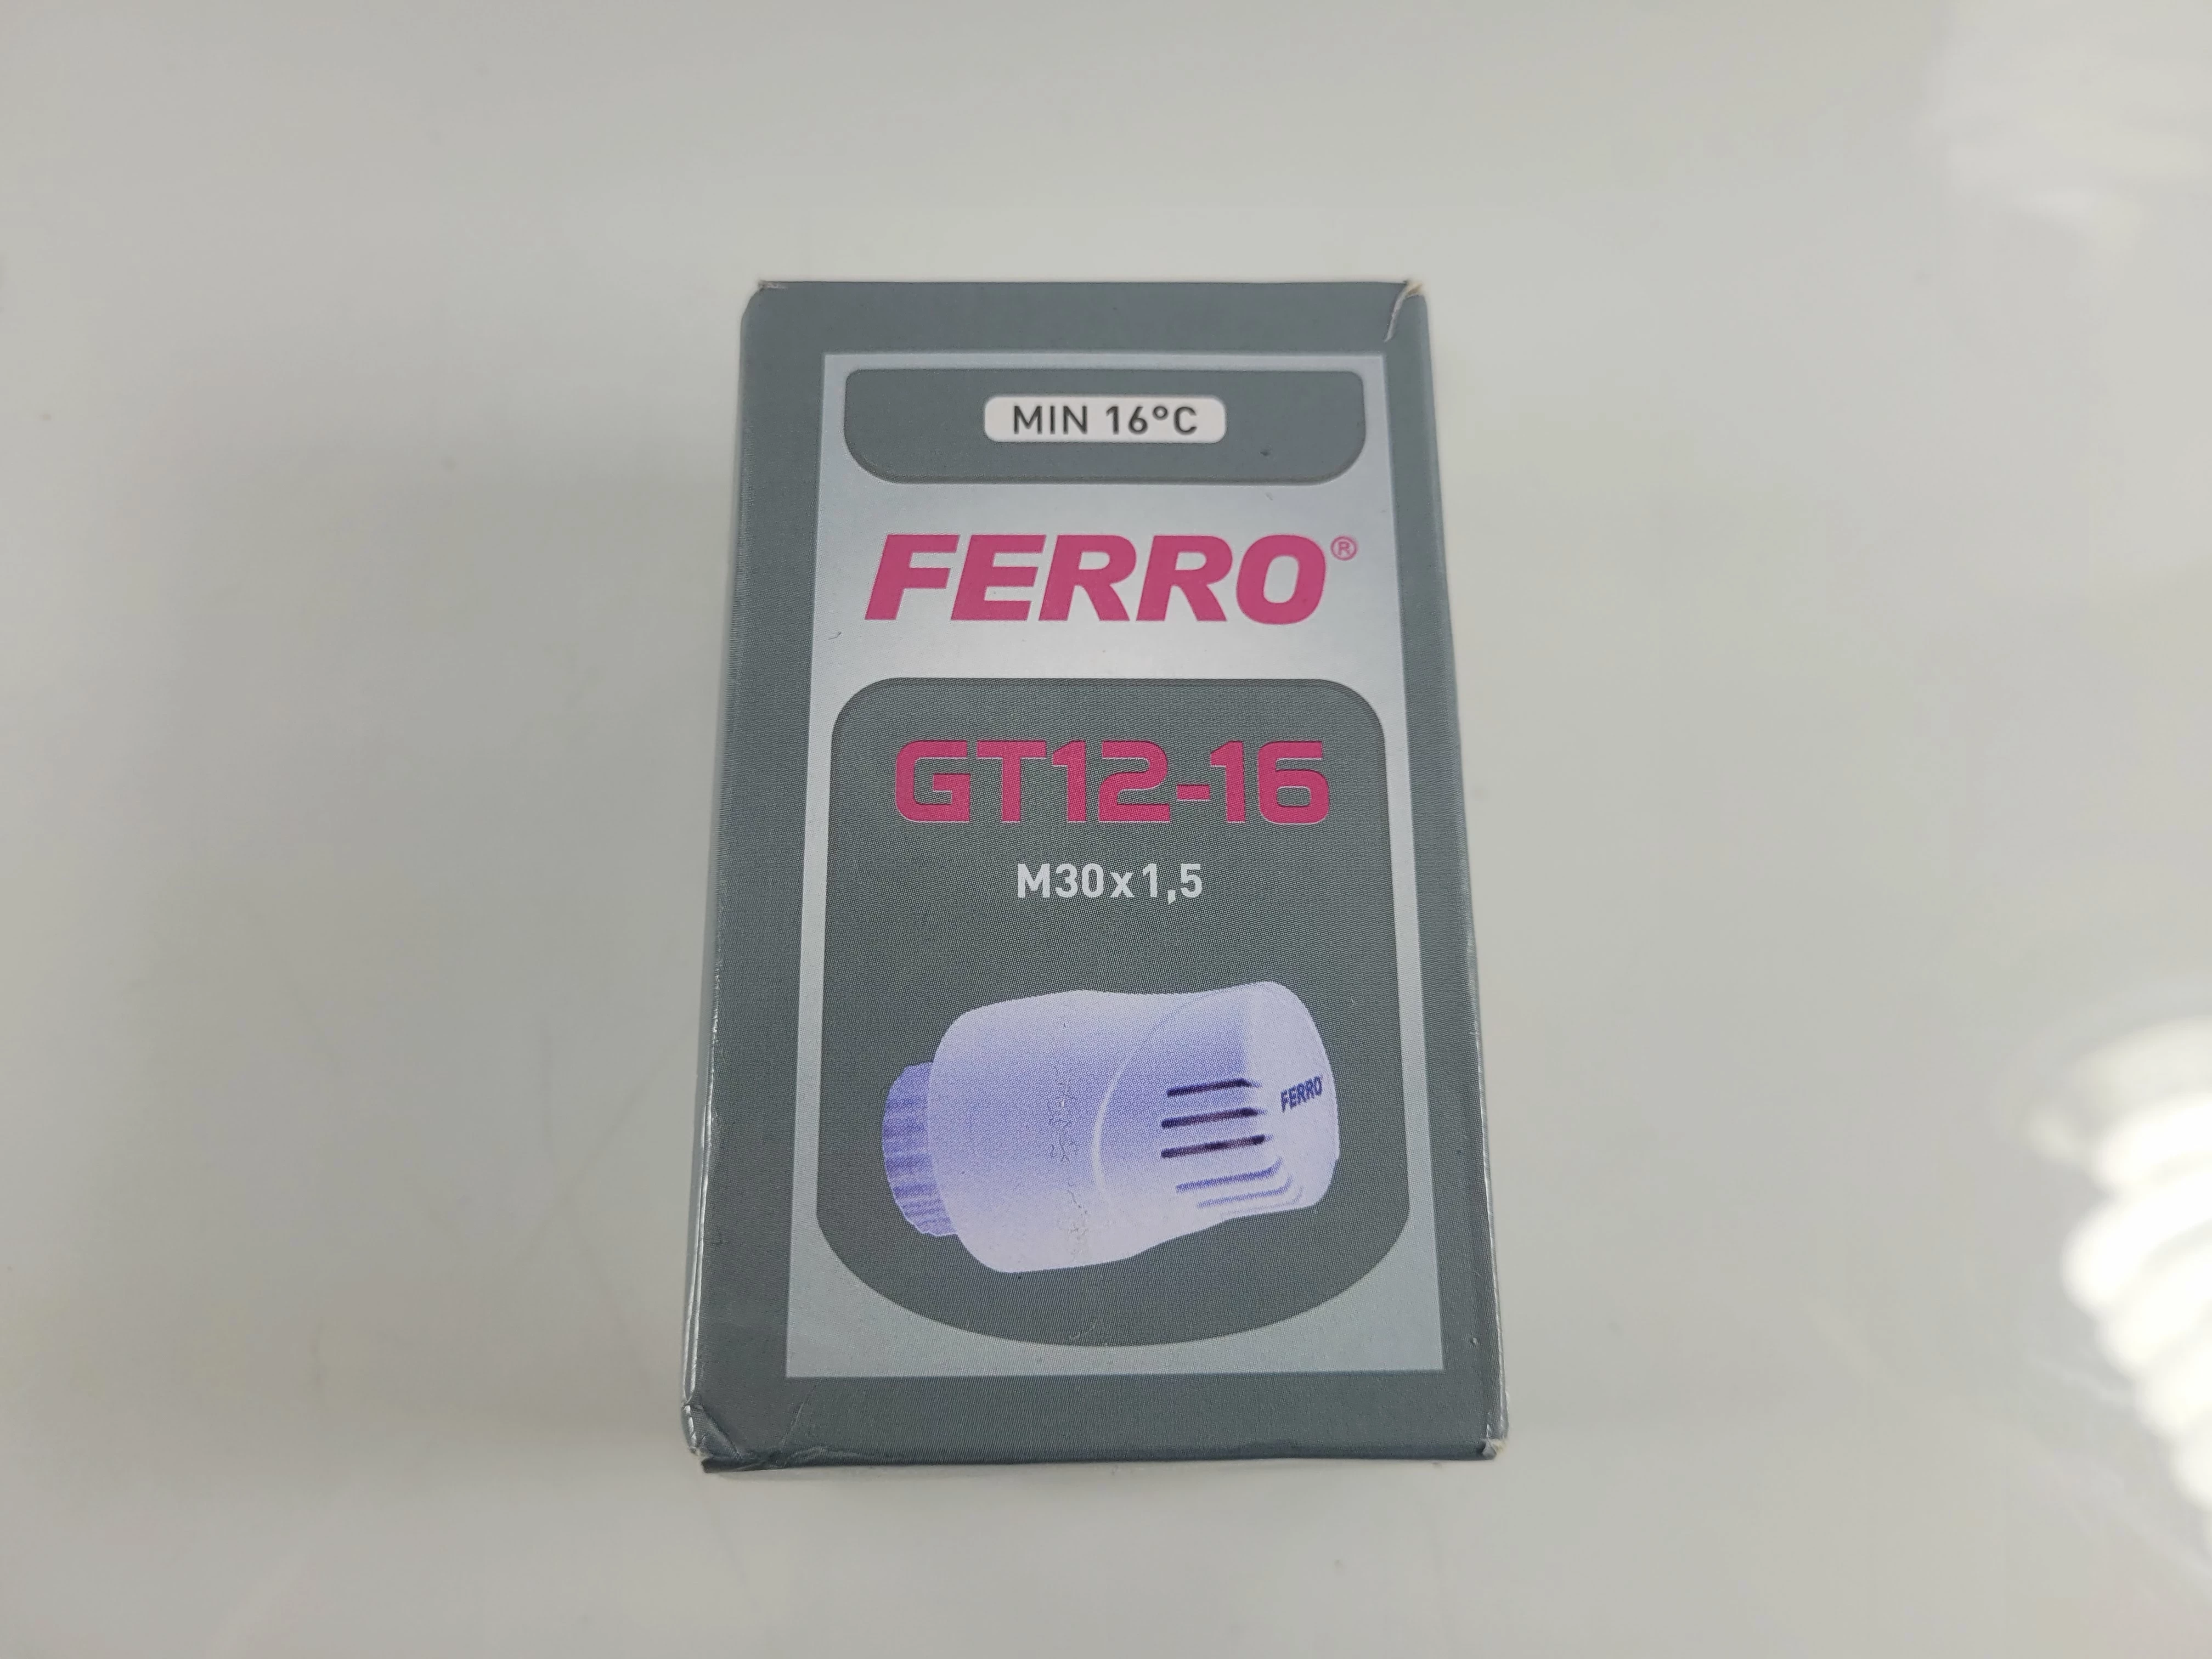 MIN 16°C
FERRO®
GT12-16
M30x1,5
FERRO